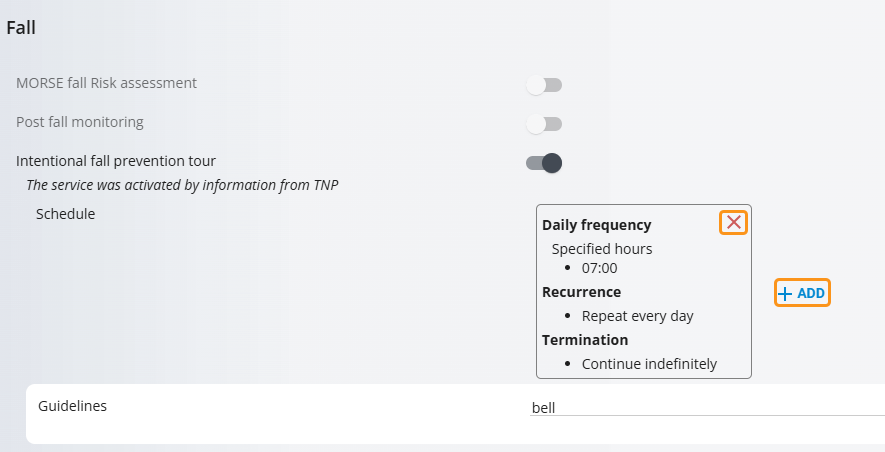 Fall
MORSE fall Risk assessment
Post fall monitoring
Intentional fall prevention tour
The service was activated by information from TNP
Schedule
Daily frequency
Specified hours
• 07:00
Recurrence
• Repeat every day
Termination
• Continue indefinitely
+ ADD
Guidelines
bell